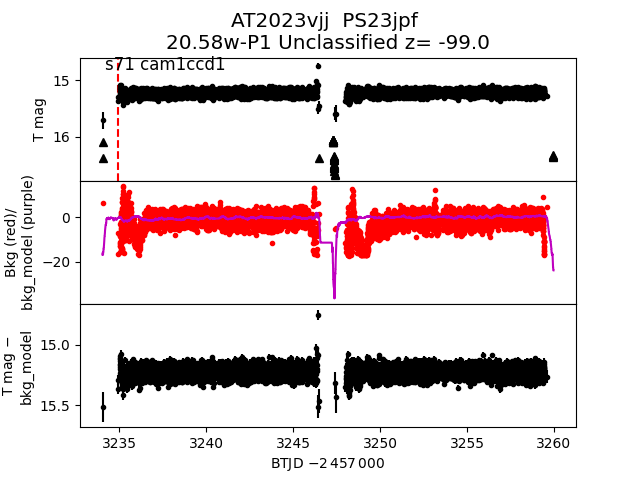 AT2023vjj  PS23jpf
20.58w-P1 Unclassified z= -99.0
s71 cam1ccd1
15
16
T mag
0
−20
Bkg (red)/
bkg_model (purple)
15.0
15.5
T mag −
bkg_model
3235 3240 3245 3250 3255 3260
BTJD −2 457 000